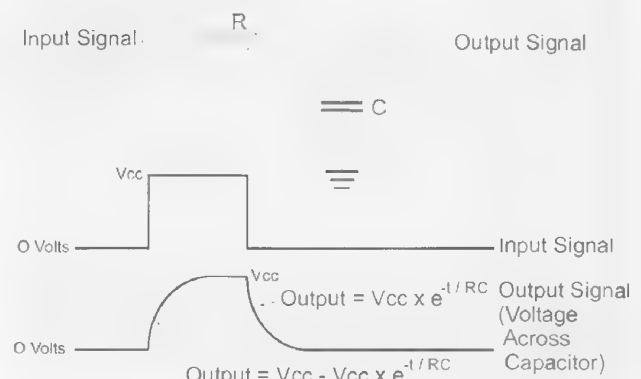 R
Input Signal
Output Signal
C
Vcc
O Volts
Input Signal
Vcc
Output = Vcc x e-t / RC
Output Signal
(Voltage
Across
Capacitor)
O Volts
Output = Vcc - Vcc x e-t / RC